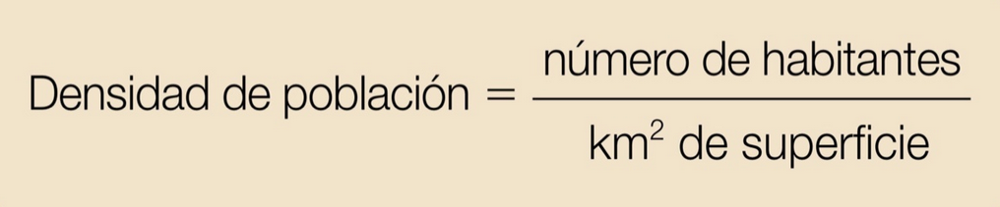 Densidad de población = número de habitantes
km² de superficie